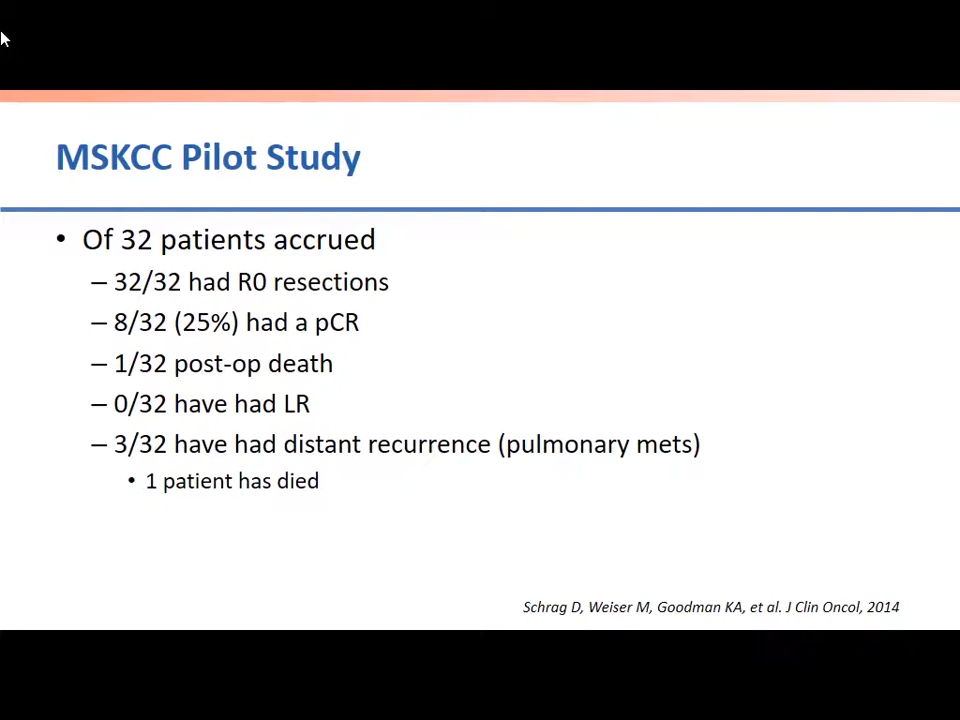 MSKCC Pilot Study
• Of 32 patients accrued
– 32/32 had R0 resections
– 8/32 (25%) had a pCR
– 1/32 post-op death
– 0/32 have had LR
– 3/32 have had distant recurrence (pulmonary mets)
• 1 patient has died
Schrag D, Weiser M, Goodman KA, et al. J Clin Oncol, 2014